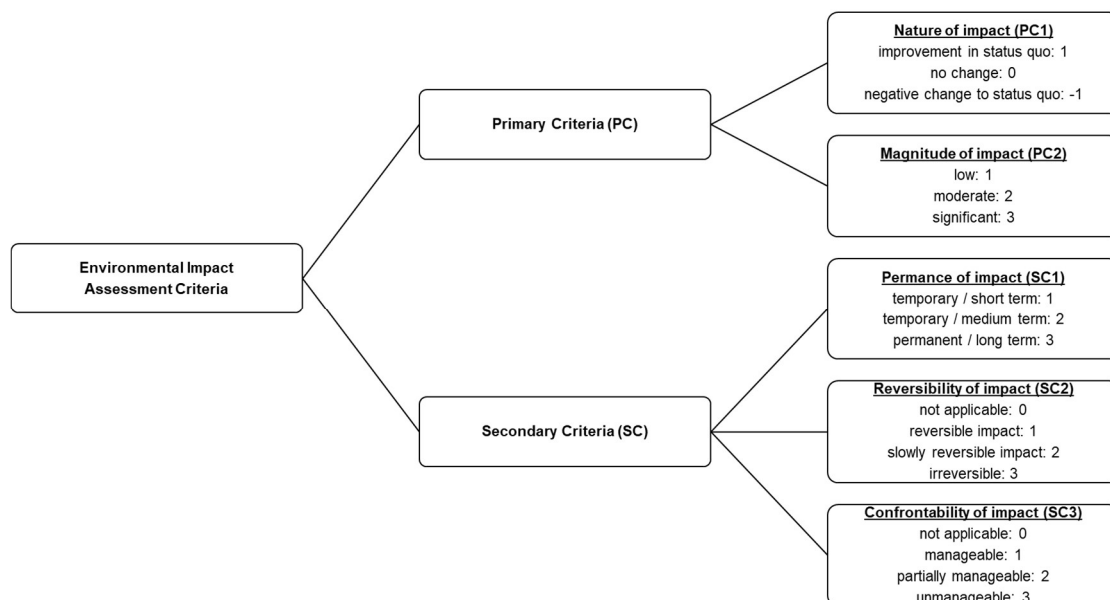 Environmental Impact
Assessment Criteria
Primary Criteria (PC)
Nature of impact (PC1)
improvement in status quo: 1
no change: 0
negative change to status quo: -1
Magnitude of impact (PC2)
low: 1
moderate: 2
significant: 3
Secondary Criteria (SC)
Permance of impact (SC1)
temporary / short term: 1
temporary / medium term: 2
permanent / long term: 3
Reversibility of impact (SC2)
not applicable: 0
reversible impact: 1
slowly reversible impact: 2
irreversible: 3
Confrontability of impact (SC3)
not applicable: 0
manageable: 1
partially manageable: 2
unmanageable: 3